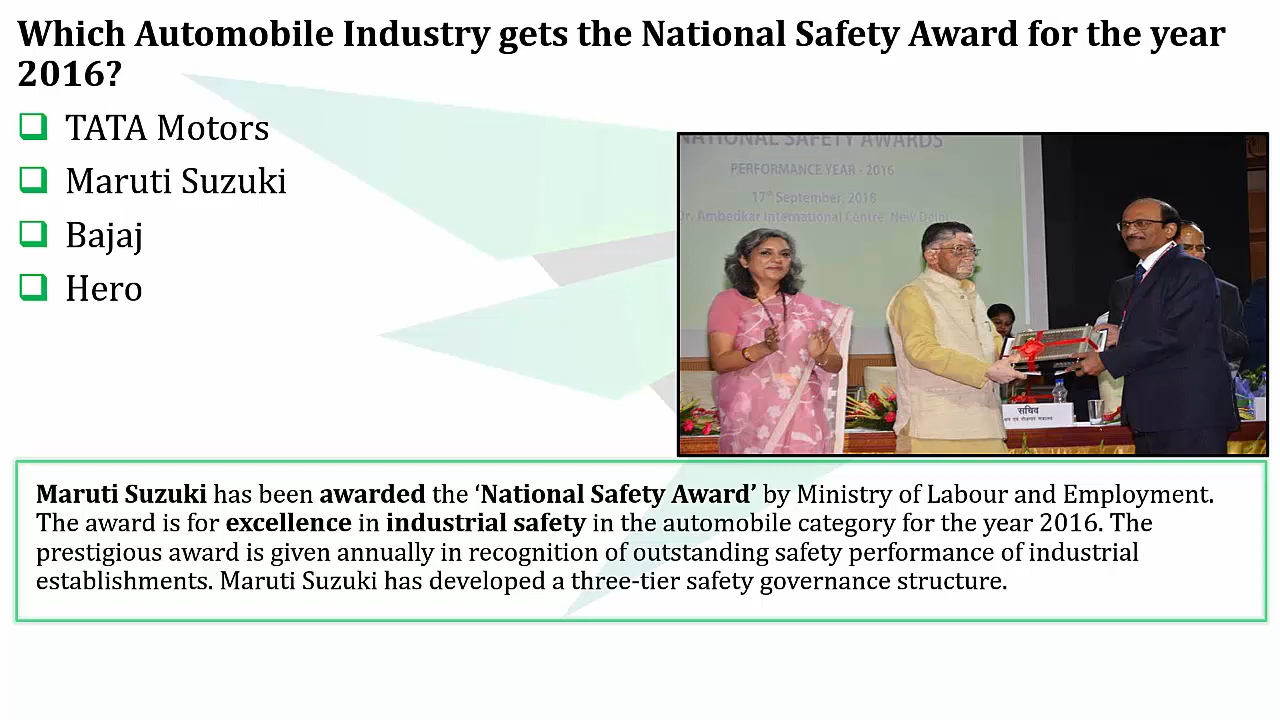 Which Automobile Industry gets the National Safety Award for the year
2016?
TATA Motors
Maruti Suzuki
Bajaj
Hero
NATIONAL SAFETY AWARDS
PERFORMANCE YEAR - 2016
17th September, 2018
Dr. Ambedkar International Centre, New Delhi
सचिव
Maruti Suzuki has been awarded the ‘National Safety Award’ by Ministry of Labour and Employment.
The award is for excellence in industrial safety in the automobile category for the year 2016. The
prestigious award is given annually in recognition of outstanding safety performance of industrial
establishments. Maruti Suzuki has developed a three-tier safety governance structure.